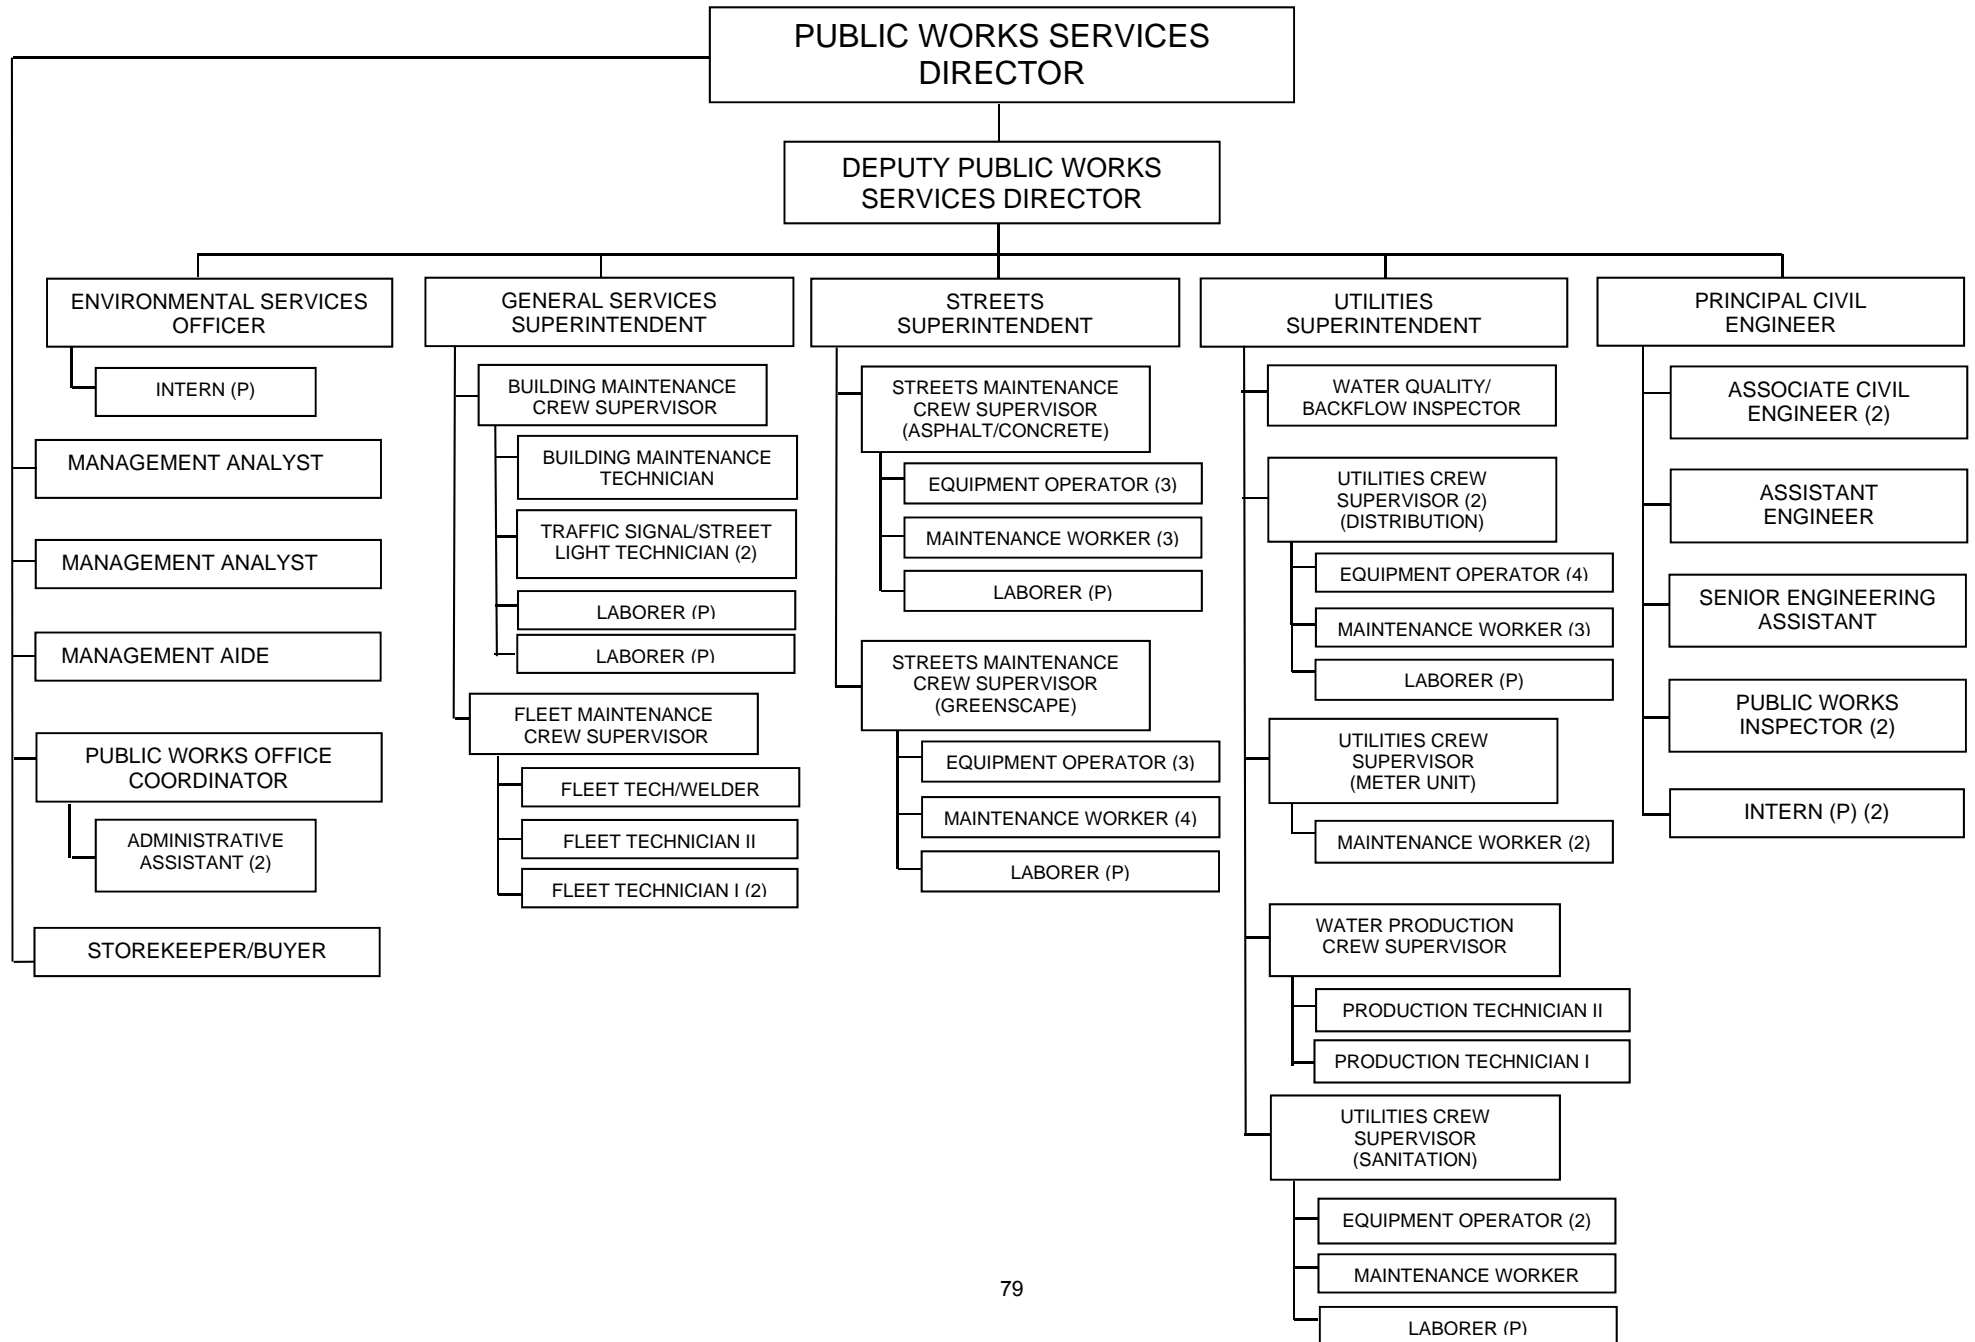 PUBLIC WORKS SERVICES
DIRECTOR
DEPUTY PUBLIC WORKS
SERVICES DIRECTOR
ENVIRONMENTAL SERVICES
OFFICER
INTERN (P)
MANAGEMENT ANALYST
MANAGEMENT ANALYST
MANAGEMENT AIDE
PUBLIC WORKS OFFICE
COORDINATOR
ADMINISTRATIVE
ASSISTANT (2)
STOREKEEPER/BUYER
GENERAL SERVICES
SUPERINTENDENT
BUILDING MAINTENANCE
CREW SUPERVISOR
BUILDING MAINTENANCE
TECHNICIAN
TRAFFIC SIGNAL/STREET
LIGHT TECHNICIAN (2)
LABORER (P)
LABORER (P)
FLEET MAINTENANCE
CREW SUPERVISOR
FLEET TECH/WELDER
FLEET TECHNICIAN II
FLEET TECHNICIAN I (2)
STREETS
SUPERINTENDENT
STREETS MAINTENANCE
CREW SUPERVISOR
(ASPHALT/CONCRETE)
EQUIPMENT OPERATOR (3)
MAINTENANCE WORKER (3)
LABORER (P)
STREETS MAINTENANCE
CREW SUPERVISOR
(GREENSCAPE)
EQUIPMENT OPERATOR (3)
MAINTENANCE WORKER (4)
LABORER (P)
UTILITIES
SUPERINTENDENT
WATER QUALITY/
BACKFLOW INSPECTOR
UTILITIES CREW
SUPERVISOR (2)
(DISTRIBUTION)
EQUIPMENT OPERATOR (4)
MAINTENANCE WORKER (3)
LABORER (P)
UTILITIES CREW
SUPERVISOR
(METER UNIT)
MAINTENANCE WORKER (2)
WATER PRODUCTION
CREW SUPERVISOR
PRODUCTION TECHNICIAN II
PRODUCTION TECHNICIAN I
UTILITIES CREW
SUPERVISOR
(SANITATION)
EQUIPMENT OPERATOR (2)
MAINTENANCE WORKER
LABORER (P)
PRINCIPAL CIVIL
ENGINEER
ASSOCIATE CIVIL
ENGINEER (2)
ASSISTANT
ENGINEER
SENIOR ENGINEERING
ASSISTANT
PUBLIC WORKS
INSPECTOR (2)
INTERN (P) (2)
79